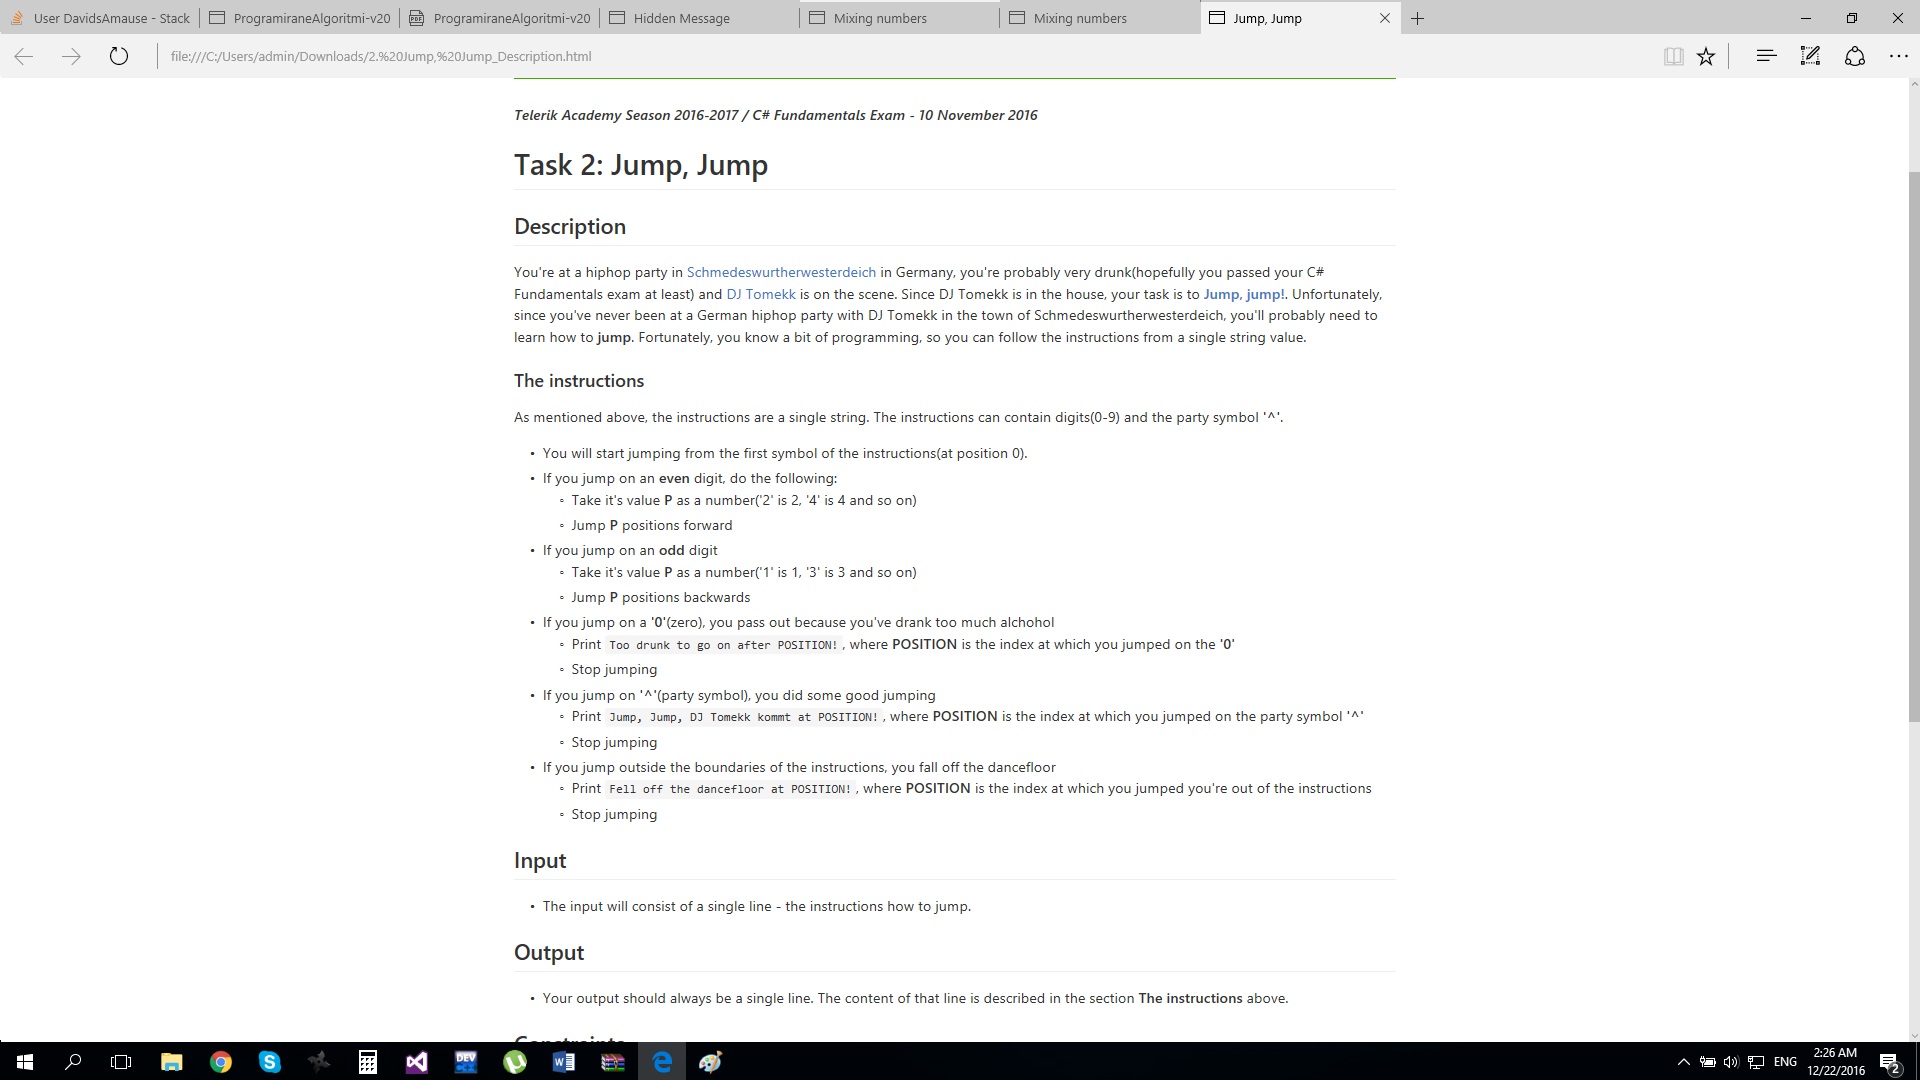 User DavidsAmause - Stack
ProgramiraneAlgoritmi-v20
ProgramiraneAlgoritmi-v20
Hidden Message
Mixing numbers
Mixing numbers
Jump, Jump
file:///C:/Users/admin/Downloads/2.%20Jump,%20Jump_Description.html
Telerik Academy Season 2016-2017 / C# Fundamentals Exam - 10 November 2016
Task 2: Jump, Jump
Description
You're at a hiphop party in Schmedeswurtherwesterdeich in Germany, you're probably very drunk(hopefully you passed your C#
Fundamentals exam at least) and DJ Tomekk is on the scene. Since DJ Tomekk is in the house, your task is to Jump, jump!. Unfortunately,
since you've never been at a German hiphop party with DJ Tomekk in the town of Schmedeswurtherwesterdeich, you'll probably need to
learn how to jump. Fortunately, you know a bit of programming, so you can follow the instructions from a single string value.
The instructions
As mentioned above, the instructions are a single string. The instructions can contain digits(0-9) and the party symbol '^'.
• You will start jumping from the first symbol of the instructions(at position 0).
• If you jump on an even digit, do the following:
◦ Take it's value P as a number('2' is 2, '4' is 4 and so on)
◦ Jump P positions forward
• If you jump on an odd digit
◦ Take it's value P as a number('1' is 1, '3' is 3 and so on)
◦ Jump P positions backwards
• If you jump on a '0'(zero), you pass out because you've drank too much alchohol
◦ Print Too drunk to go on after POSITION!, where POSITION is the index at which you jumped on the '0'
◦ Stop jumping
• If you jump on '^'(party symbol), you did some good jumping
◦ Print Jump, Jump, DJ Tomekk kommt at POSITION!, where POSITION is the index at which you jumped on the party symbol '^'
◦ Stop jumping
• If you jump outside the boundaries of the instructions, you fall off the dancefloor
◦ Print Fell off the dancefloor at POSITION!, where POSITION is the index at which you jumped you're out of the instructions
◦ Stop jumping
Input
• The input will consist of a single line - the instructions how to jump.
Output
• Your output should always be a single line. The content of that line is described in the section The instructions above.
Constraints
DEV
ENG
2:26 AM
12/22/2016
2